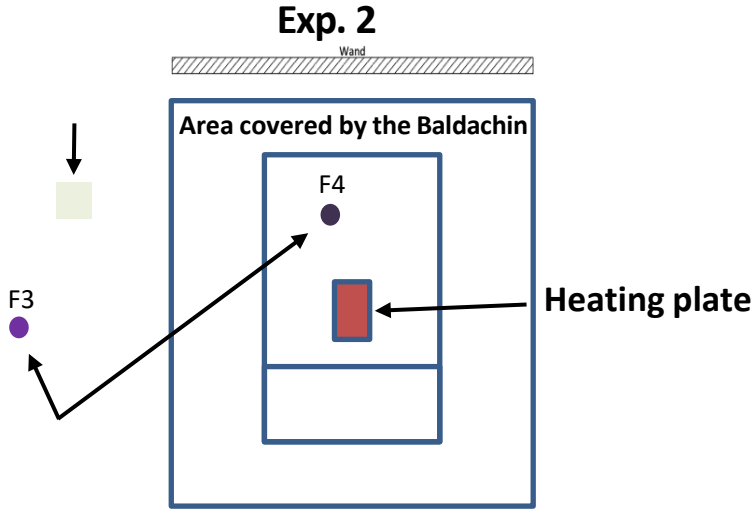 Exp. 2
Wand
Area covered by the Baldachin
F4
F3
Heating plate